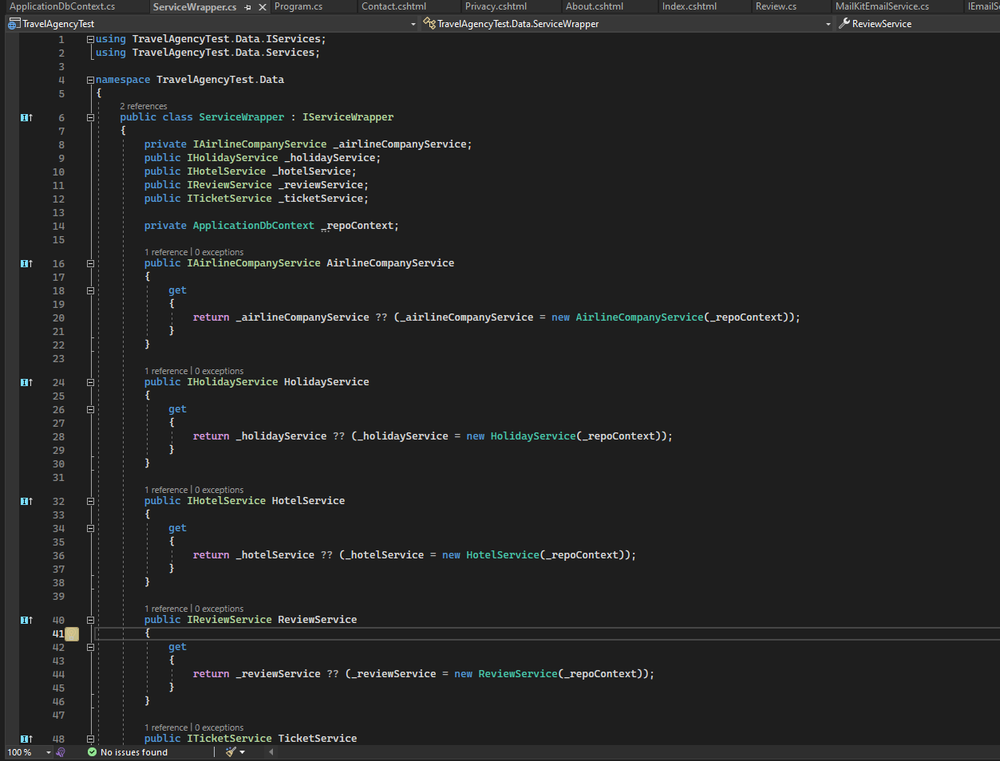 ApplicationDbContext.cs ServiceWrapper.cs Program.cs Contact.cshtml Privacy.cshtml About.cshtml Index.cshtml Review.cs MailKitEmailService.cs IEmailS
TravelAgencyTest TravelAgencyTest.Data.ServiceWrapper ReviewService
1 using TravelAgencyTest.Data.IServices;
2 using TravelAgencyTest.Data.Services;
3
4 namespace TravelAgencyTest.Data
5 {
2 references
6 public class ServiceWrapper : IServiceWrapper
7 {
8 private IAirlineCompanyService _airlineCompanyService;
9 public IHolidayService _holidayService;
10 public IHotelService _hotelService;
11 public IReviewService _reviewService;
12 public ITicketService _ticketService;
13
14 private ApplicationDbContext _repoContext;
15
1 reference | 0 exceptions
16 public IAirlineCompanyService AirlineCompanyService
17 {
18 get
19 {
20 return _airlineCompanyService ?? (_airlineCompanyService = new AirlineCompanyService(_repoContext));
21 }
22 }
23
1 reference | 0 exceptions
24 public IHolidayService HolidayService
25 {
26 get
27 {
28 return _holidayService ?? (_holidayService = new HolidayService(_repoContext));
29 }
30 }
31
1 reference | 0 exceptions
32 public IHotelService HotelService
33 {
34 get
35 {
36 return _hotelService ?? (_hotelService = new HotelService(_repoContext));
37 }
38 }
39
1 reference | 0 exceptions
40 public IReviewService ReviewService
41 {
42 get
43 {
44 return _reviewService ?? (_reviewService = new ReviewService(_repoContext));
45 }
46 }
47
1 reference | 0 exceptions
48 public ITicketService TicketService
100 % No issues found